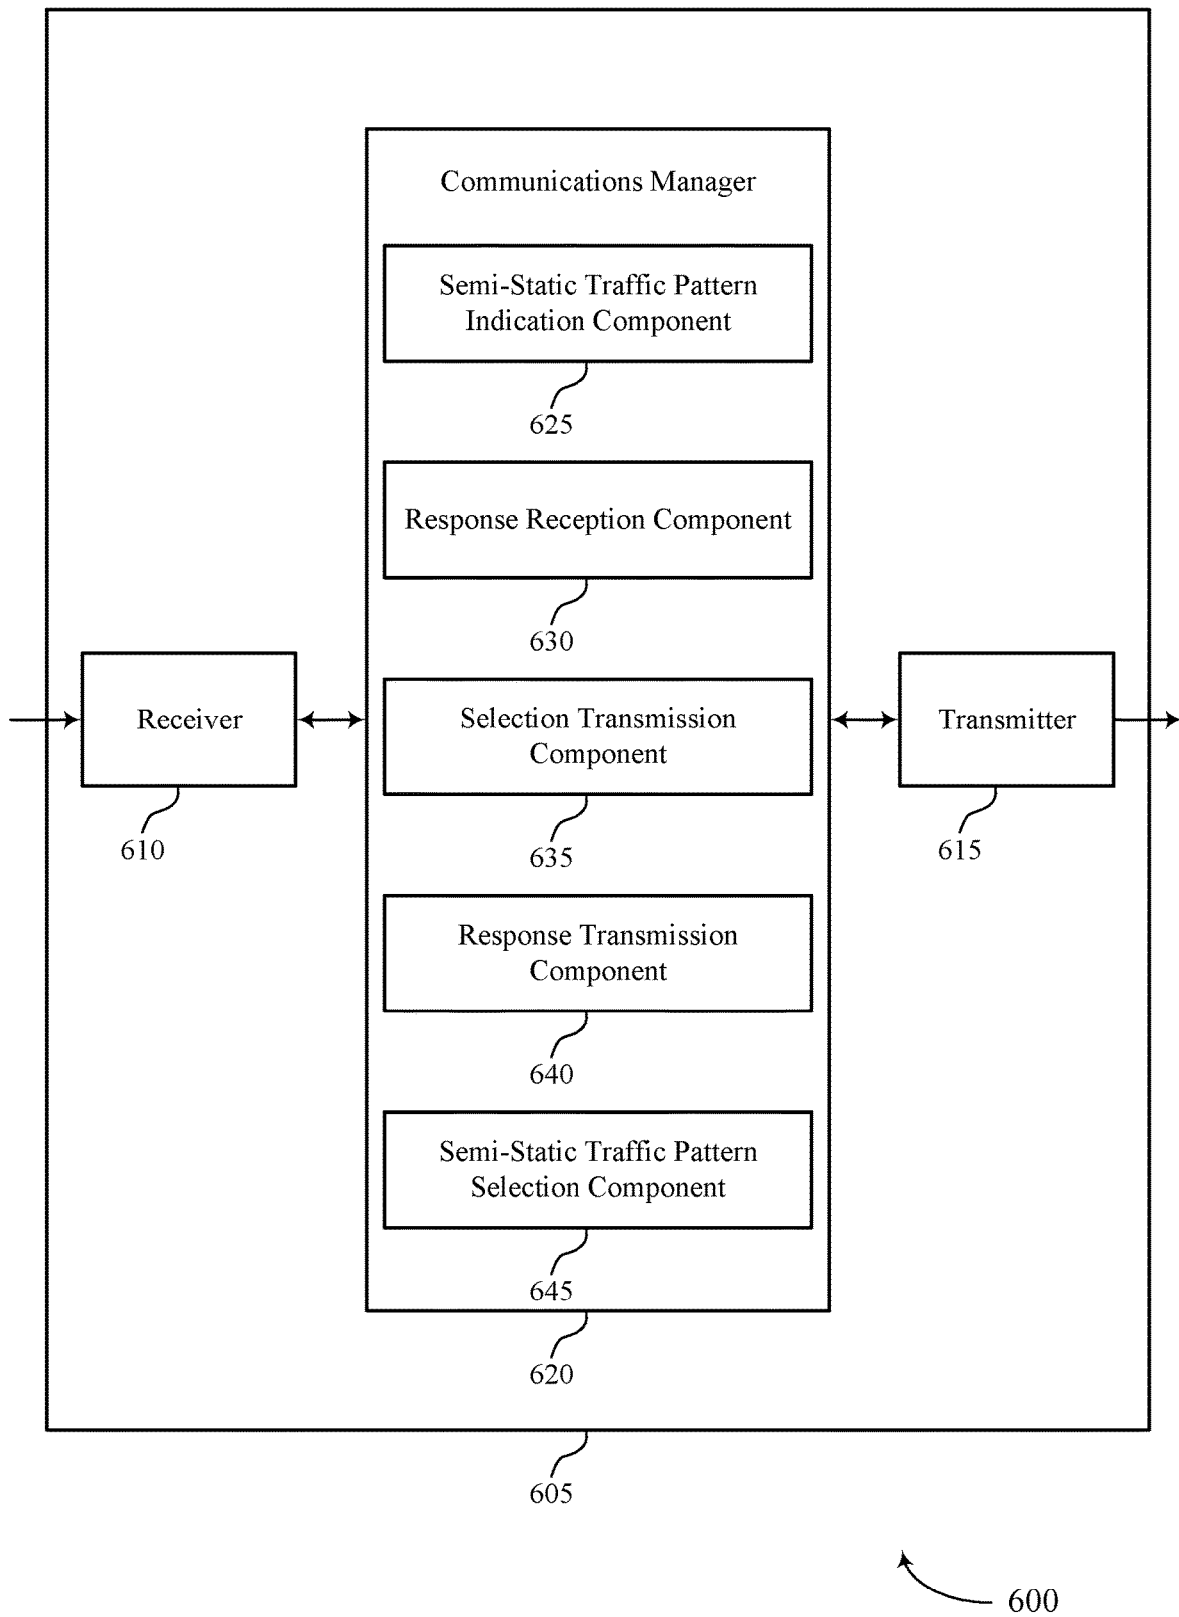 Communications Manager
Semi-Static Traffic Pattern
Indication Component
625
Response Reception Component
630
Receiver
610
Selection Transmission
Component
635
Transmitter
615
Response Transmission
Component
640
Semi-Static Traffic Pattern
Selection Component
645
620
605
600